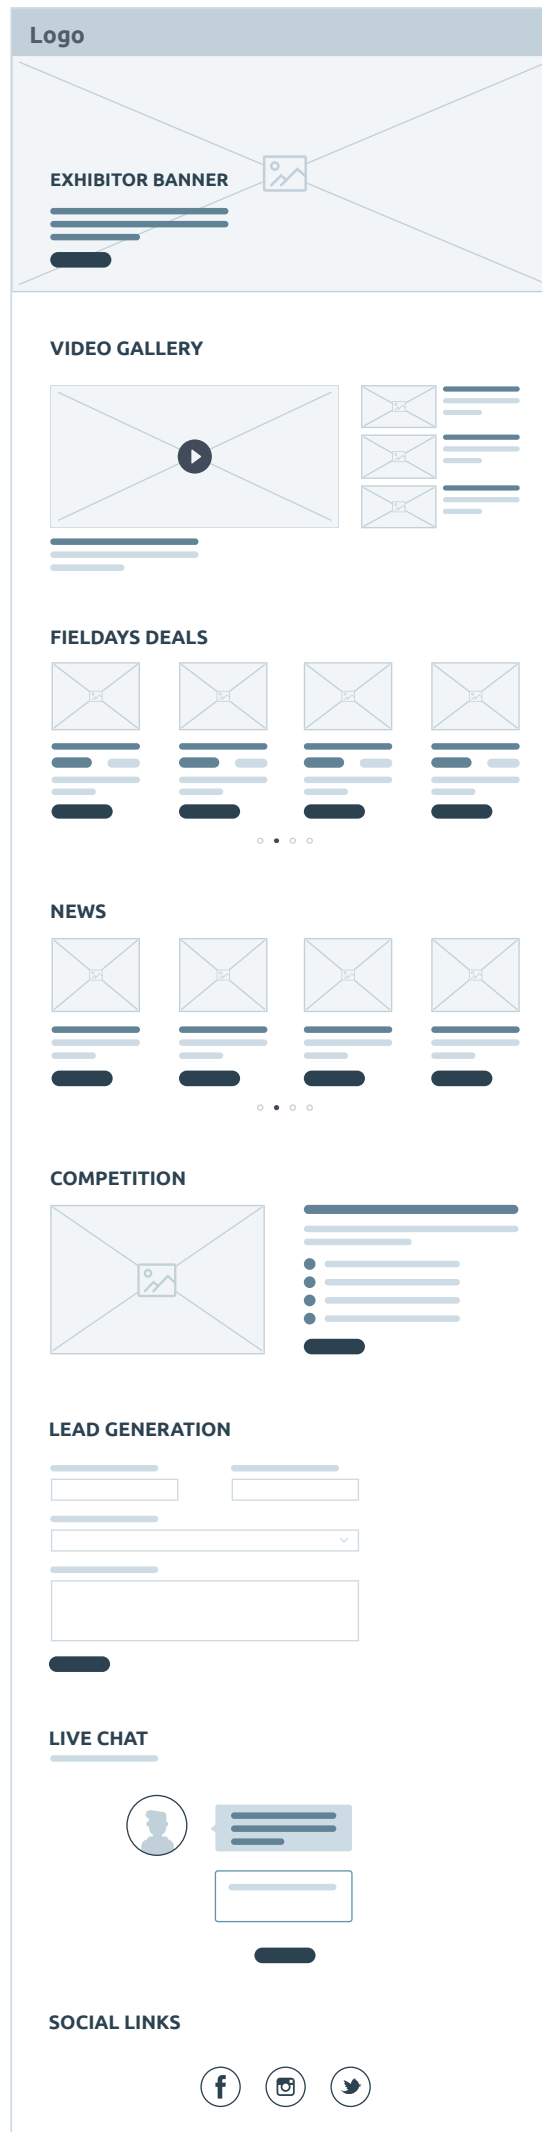 Logo
EXHIBITOR BANNER
VIDEO GALLERY
FIELDAYS DEALS
NEWS
COMPETITION
LEAD GENERATION
LIVE CHAT
SOCIAL LINKS